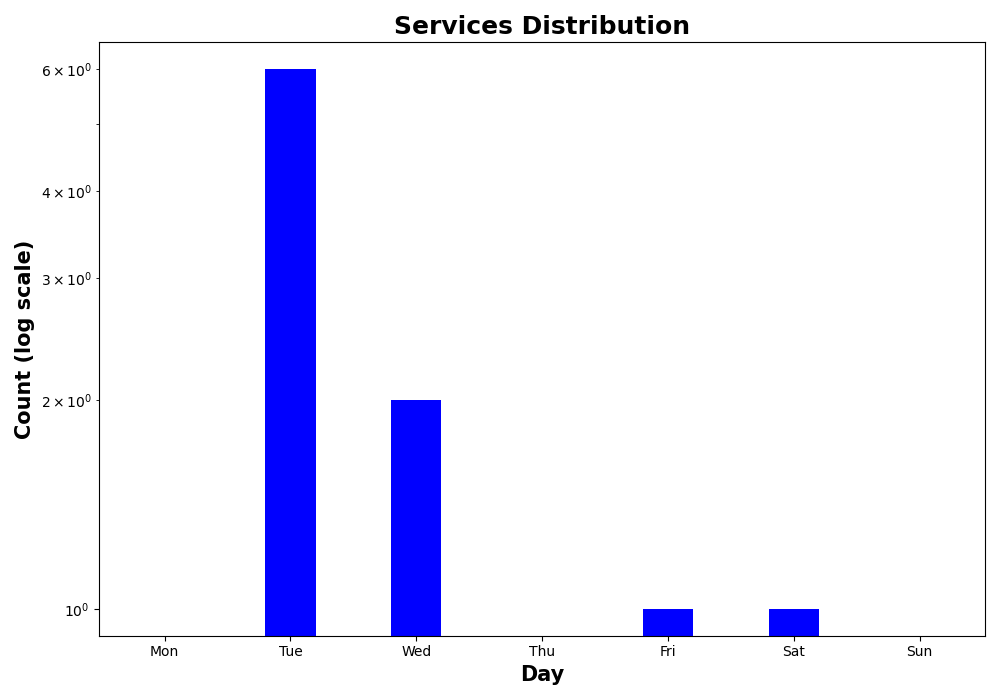 Services Distribution
6 × 10⁰
4 × 10⁰
3 × 10⁰
2 × 10⁰
10⁰
Count (log scale)
Mon Tue Wed Thu Fri Sat Sun
Day